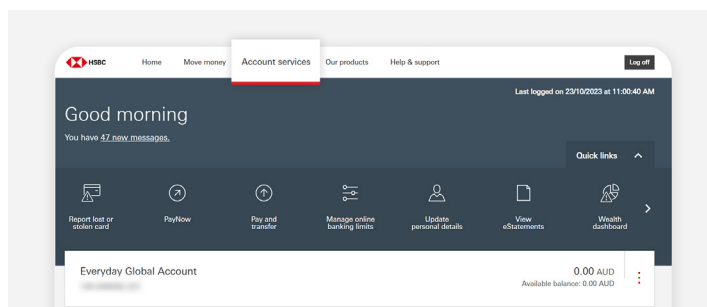 HSBC
Home Move money Account services Our products Help & support Log off
Last logged on 23/10/2023 at 11:00:40 AM
Good morning
You have 47 new messages.
Quick links
Report lost or stolen card
PayNow
Pay and transfer
Manage online banking limits
Update personal details
View eStatements
Wealth dashboard
Everyday Global Account
0.00 AUD
Available balance: 0.00 AUD